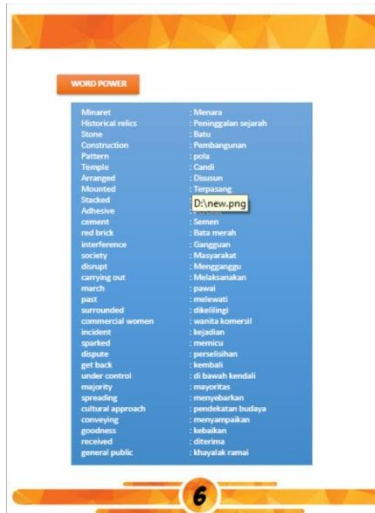 WORD POWER
Minaret : Menara
Historical relics : Peninggalan sejarah
Stone : Batu
Construction : Pembangunan
Pattern : pola
Temple : Candi
Arranged : Disusun
Mounted : Terpasang
Stacked
D:\new.png
Adhesive
cement : Semen
red brick : Bata merah
interference : Gangguan
society : Masyarakat
disrupt : Mengganggu
carrying out : Melaksanakan
march : pawai
past : melewati
surrounded : dikelilingi
commercial women : wanita komersil
incident : kejadian
sparked : memicu
dispute : perselisihan
get back : kembali
under control : di bawah kendali
majority : mayoritas
spreading : menyebarkan
cultural approach : pendekatan budaya
conveying : menyampaikan
goodness : kebaikan
received : diterima
general public : khayalak ramai
6